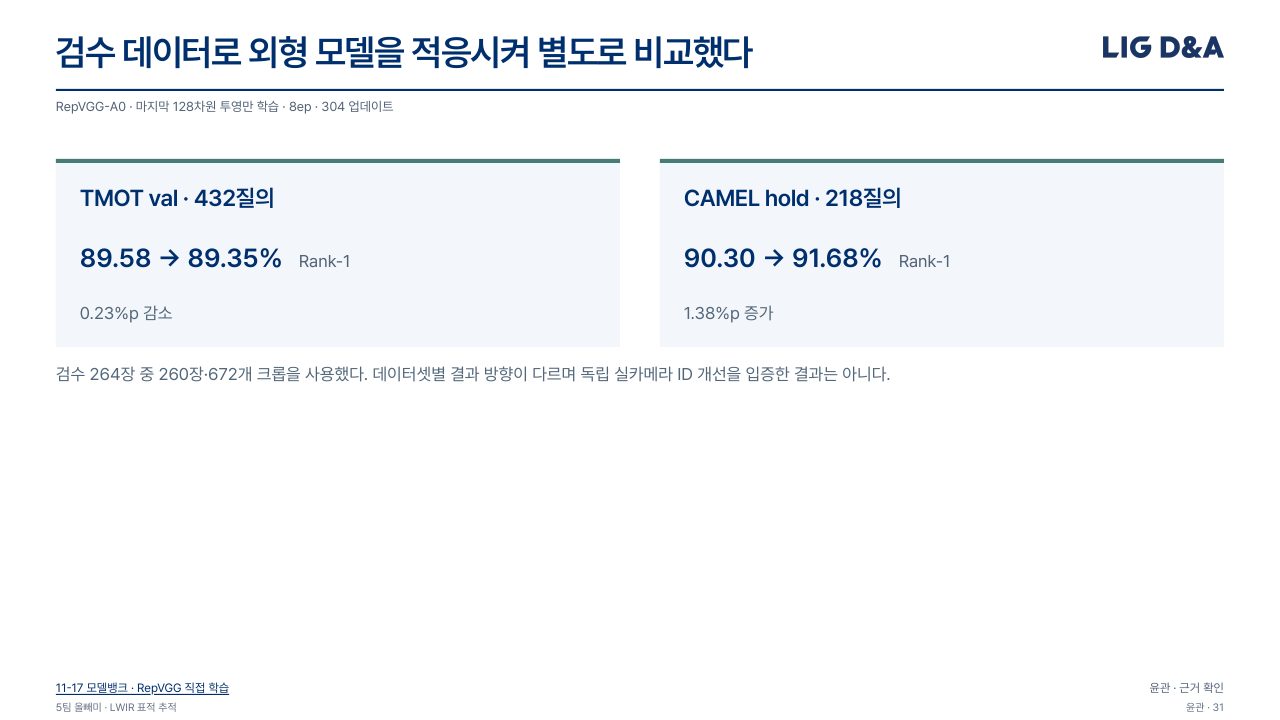 검수 데이터로 외형 모델을 적응시켜 별도로 비교했다
LIG D&A
RepVGG-A0 · 마지막 128차원 투영만 학습 · 8ep · 304 업데이트
TMOT val · 432질의
89.58 → 89.35% Rank-1
0.23%p 감소
CAMEL hold · 218질의
90.30 → 91.68% Rank-1
1.38%p 증가
검수 264장 중 260장·672개 크롭을 사용했다. 데이터셋별 결과 방향이 다르며 독립 실카메라 ID 개선을 입증한 결과는 아니다.
11-17 모델뱅크 · RepVGG 직접 학습
5팀 올빼미 · LWIR 표적 추적
윤관 · 근거 확인
윤관 · 31